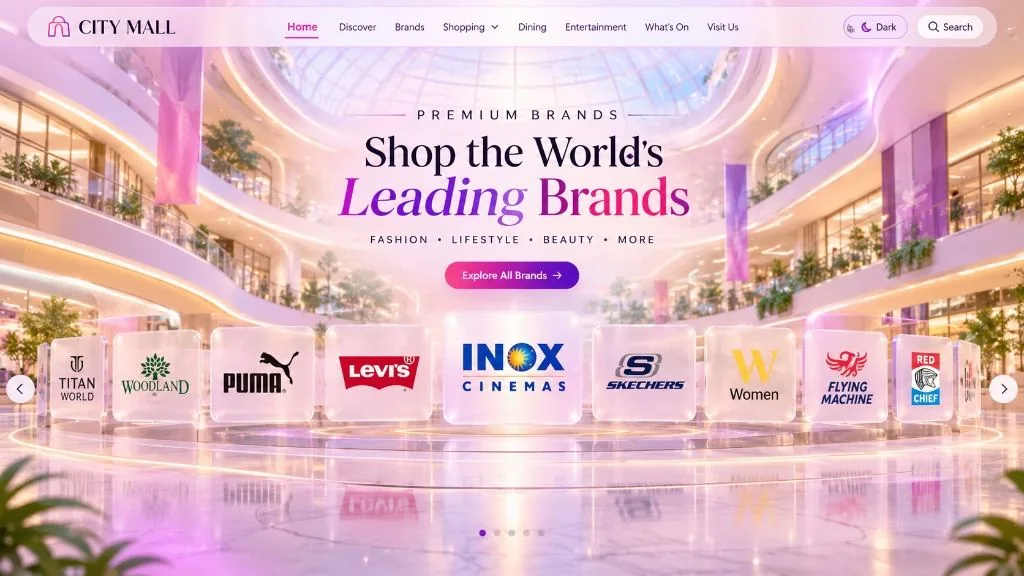 CITY MALL
Home Discover Brands Shopping Dining Entertainment What's On Visit Us
Dark Search
PREMIUM BRANDS
Shop the World's
Leading Brands
FASHION • LIFESTYLE • BEAUTY • MORE
Explore All Brands →
TITAN
WORLD
WOODLAND
PUMA
LEVI'S ®
INOX
CINEMAS
S
SKECHERS
W
Women
FLYING
MACHINE
RED
CHIEF